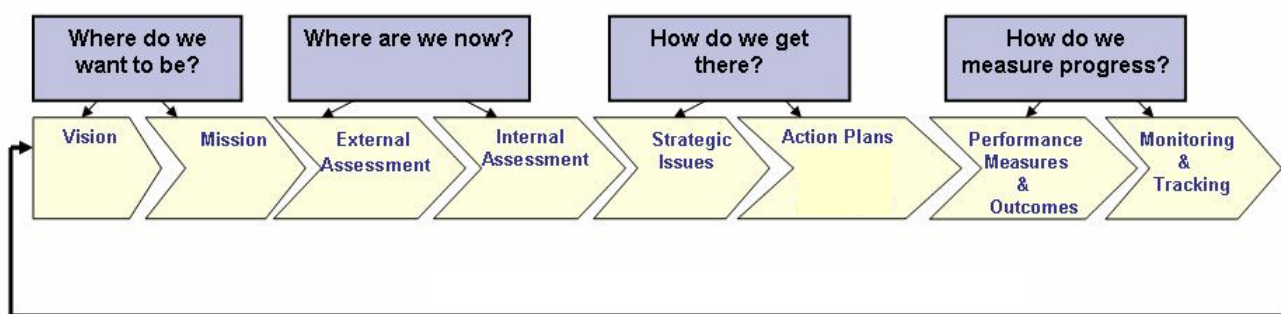 Where do we
want to be?
Where are we now?
How do we get
there?
How do we
measure progress?
Vision
Mission
External
Assessment
Internal
Assessment
Strategic
Issues
Action Plans
Performance
Measures
&
Outcomes
Monitoring
&
Tracking